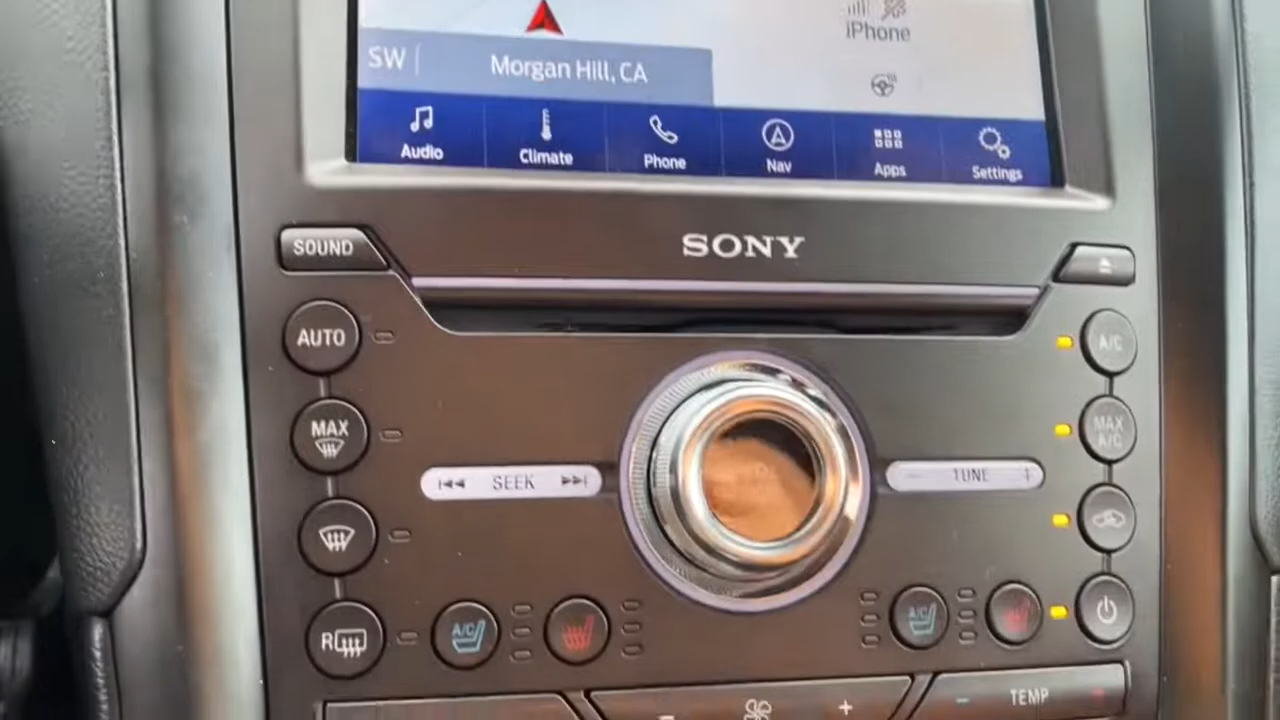 iPhone
SW
Morgan Hill, CA
Audio
Climate
Phone
Nav
Apps
Settings
SOUND
SONY
AUTO
A/C
MAX
MAX
A/C
SEEK
TUNE
R
A/C
A/C
TEMP